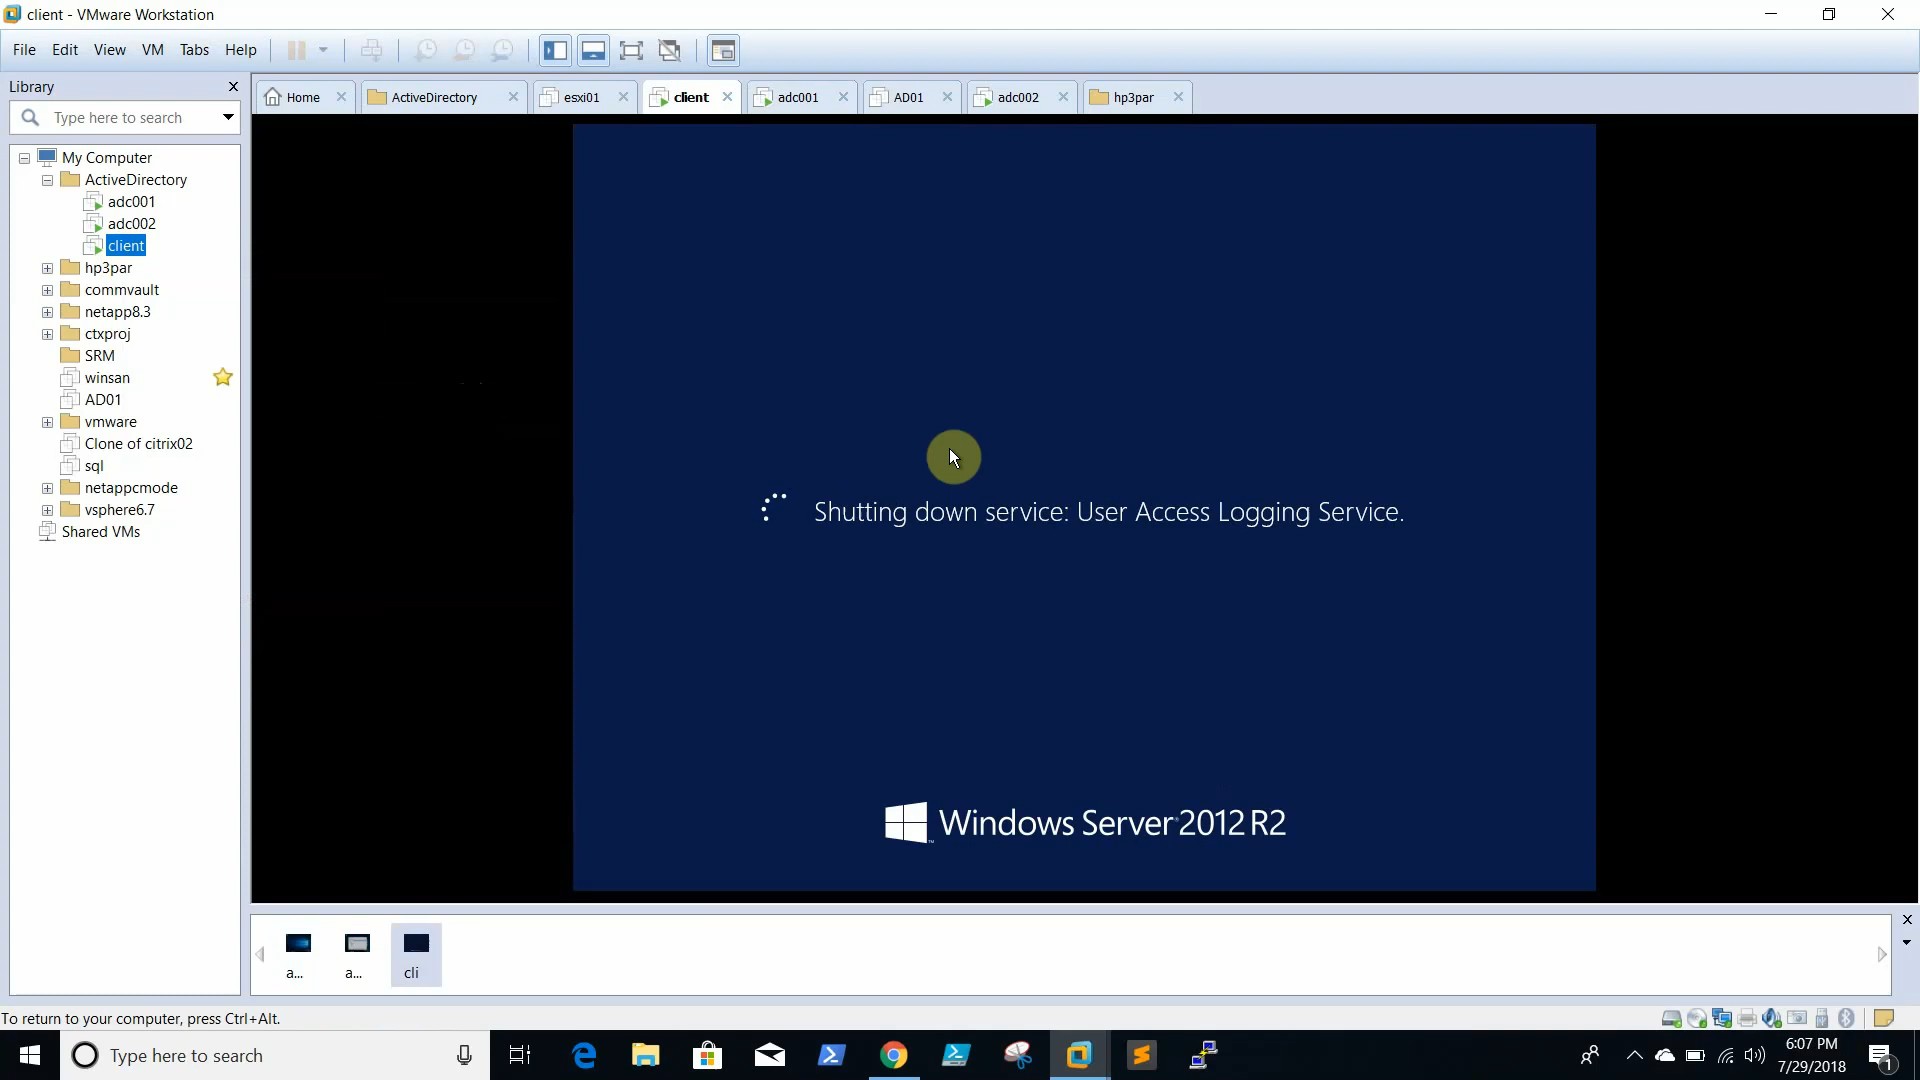 client - VMware Workstation
File Edit View VM Tabs Help
Library
Type here to search
Home
ActiveDirectory
esxi01
client
adc001
AD01
adc002
hp3par
My Computer
ActiveDirectory
adc001
adc002
client
hp3par
commvault
netapp8.3
ctxproj
SRM
winsan
AD01
vmware
Clone of citrix02
sql
netappcmode
vsphere6.7
Shared VMs
Shutting down service: User Access Logging Service.
Windows Server 2012 R2
a...
a...
cli
To return to your computer, press Ctrl+Alt.
Type here to search
6:07 PM
7/29/2018
1